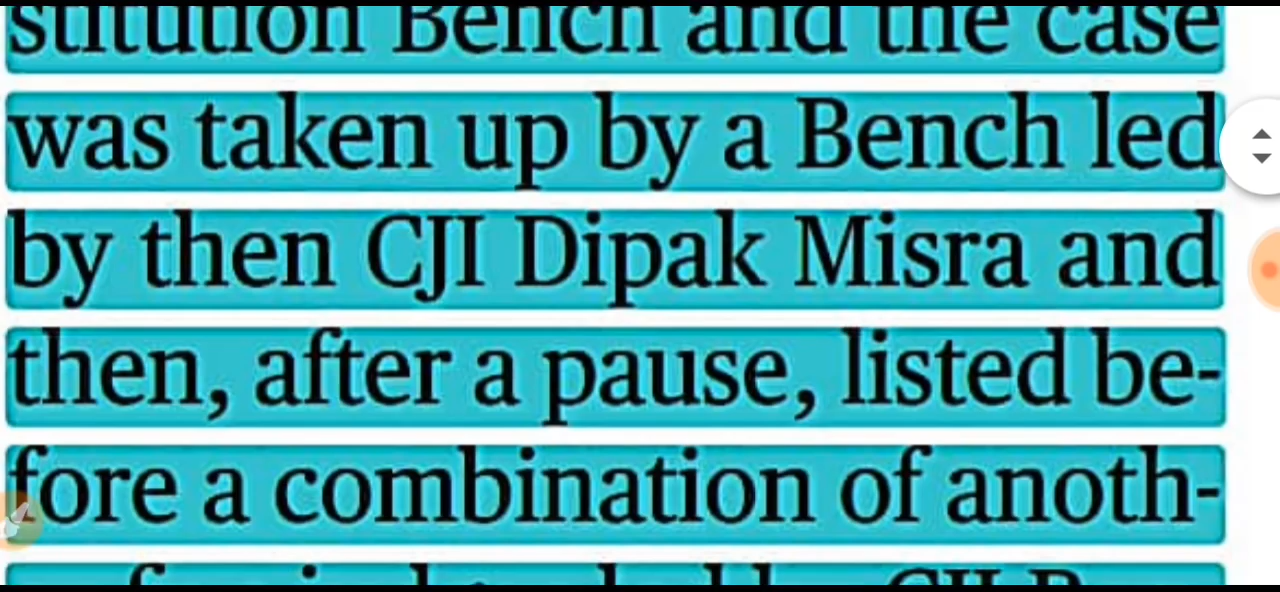 stitution Bench and the case
was taken up by a Bench led
by then CJI Dipak Misra and
then, after a pause, listed be-
fore a combination of anoth-